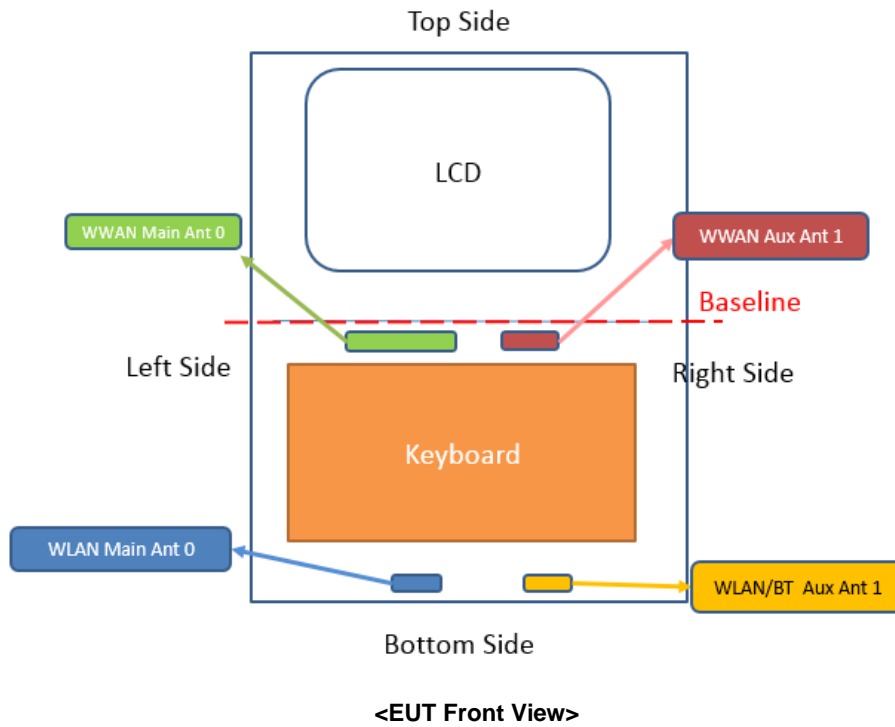 Top Side
LCD
WWAN Main Ant 0
WWAN Aux Ant 1
Baseline
Left Side
Right Side
Keyboard
WLAN Main Ant 0
WLAN/BT Aux Ant 1
Bottom Side
<EUT Front View>